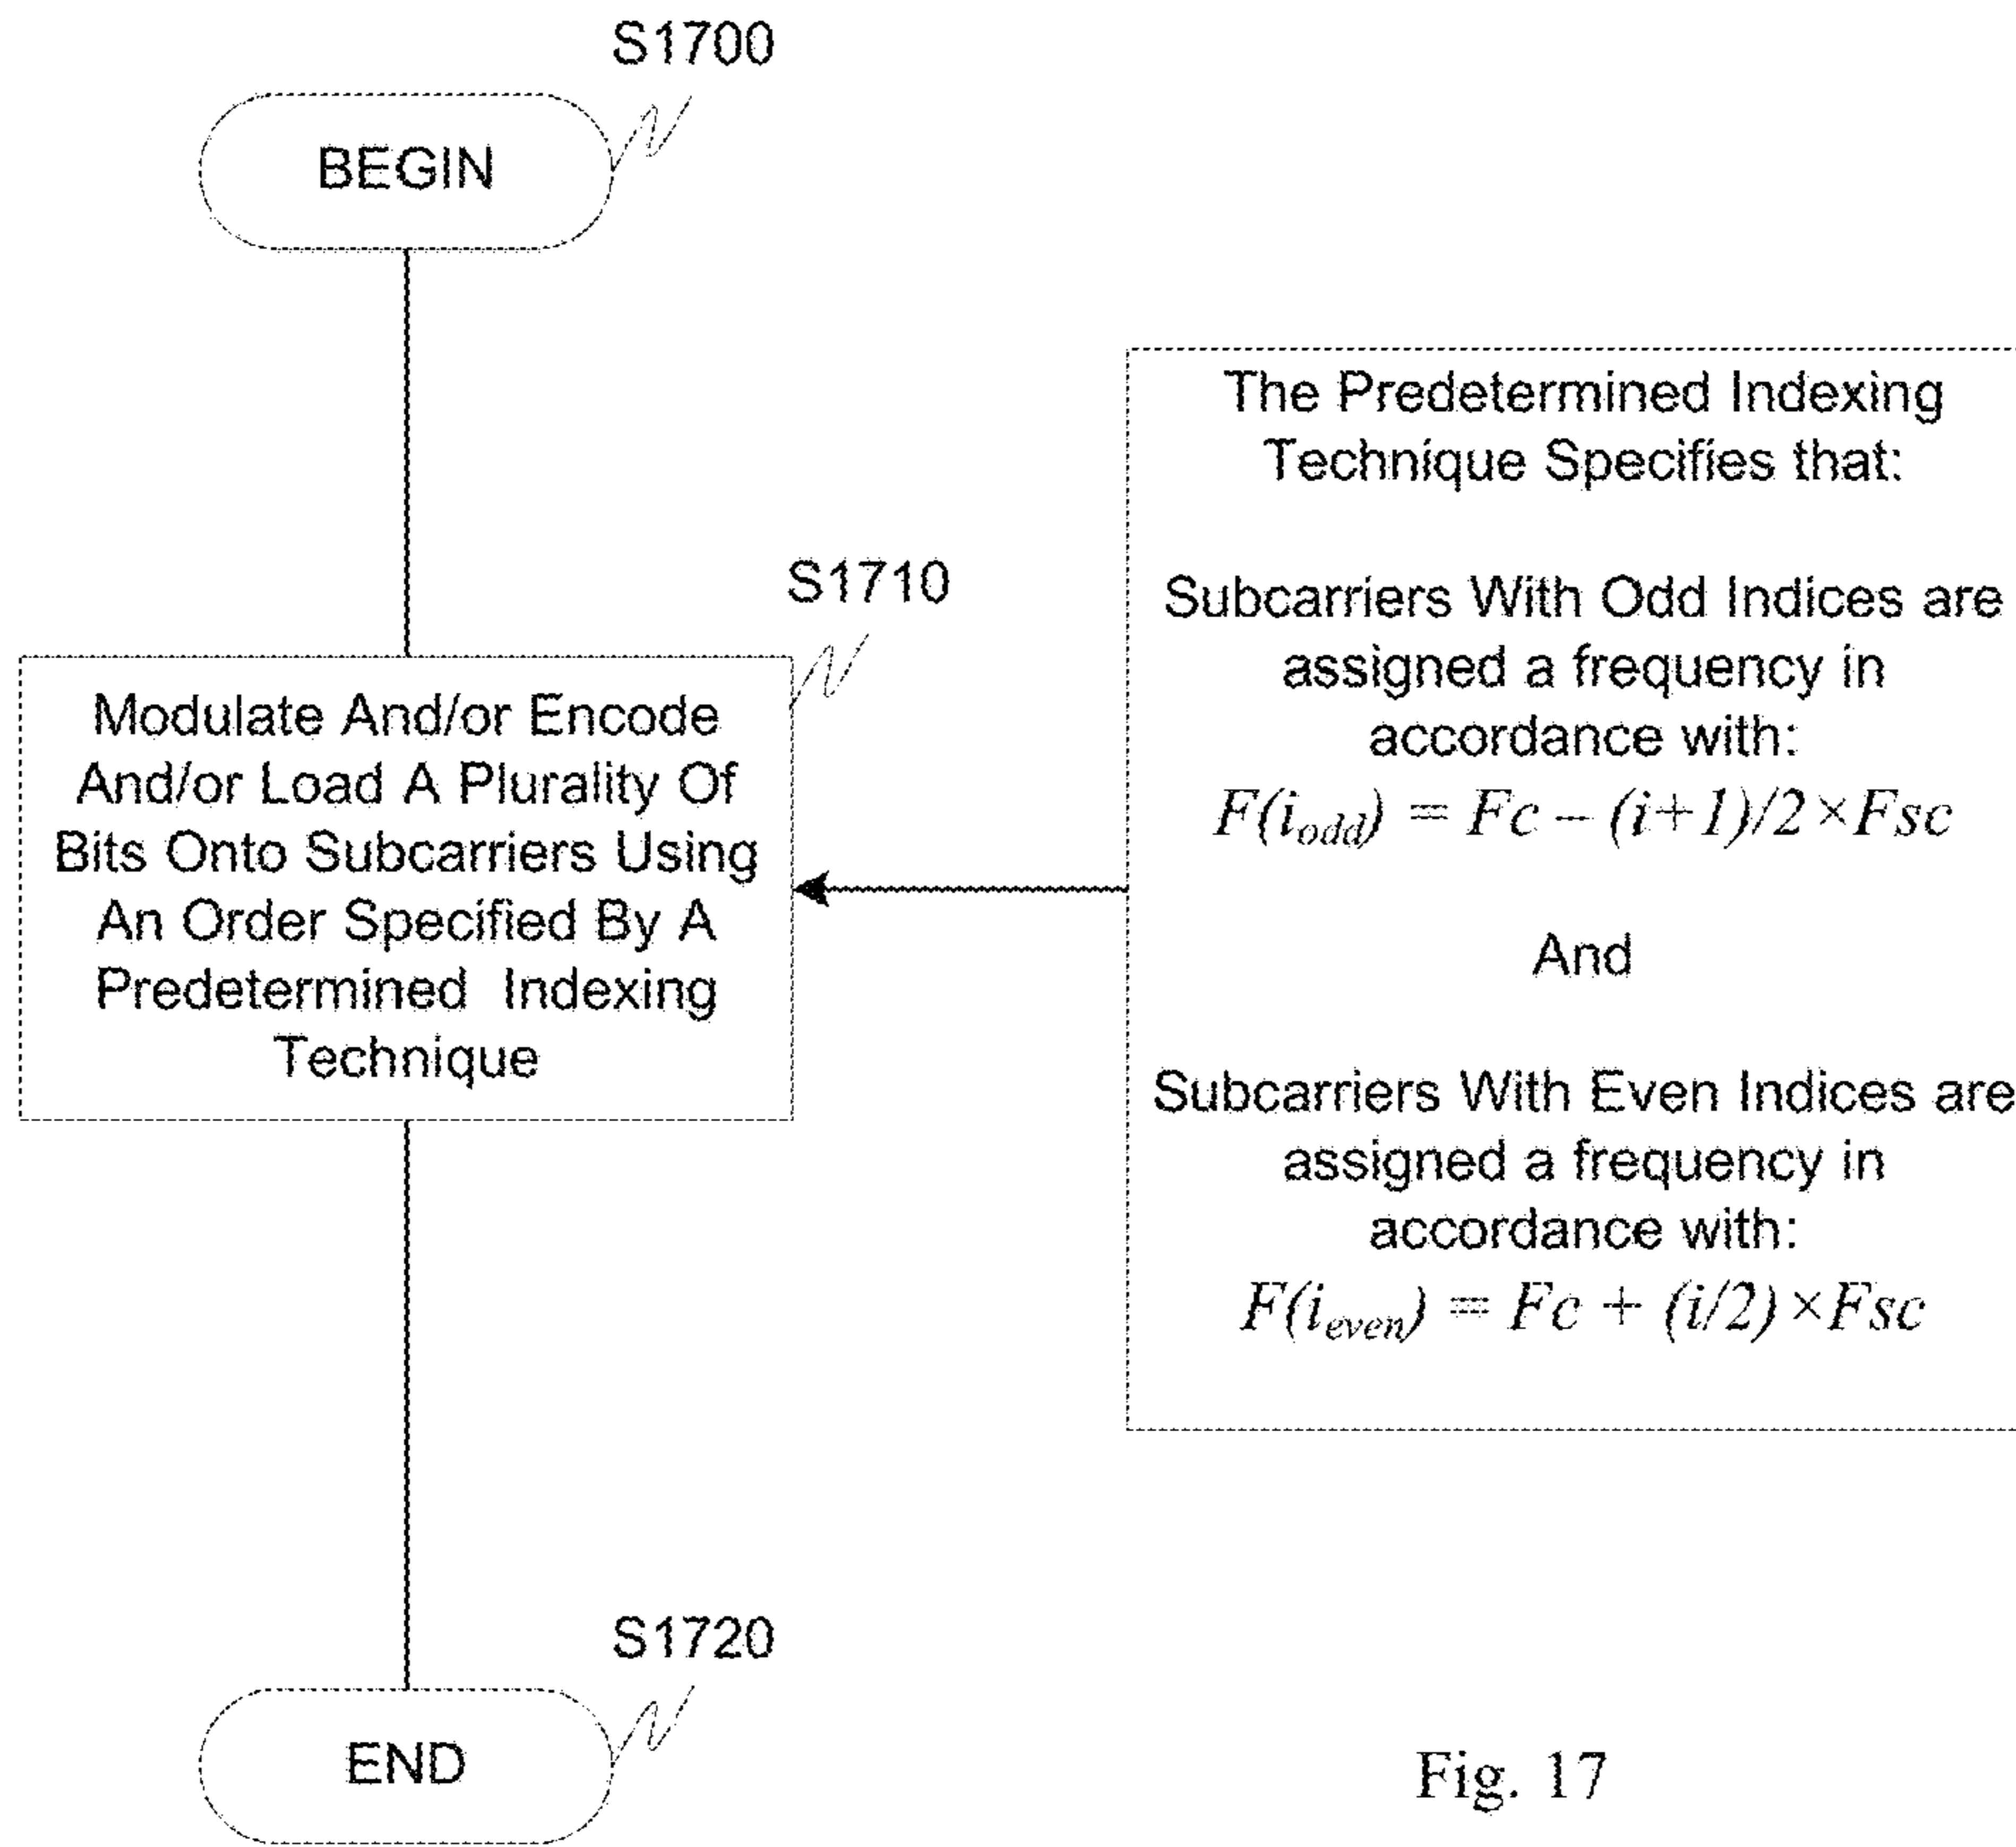 S1700
BEGIN
S1710
Modulate And/or Encode
And/or Load A Plurality Of
Bits Onto Subcarriers Using
An Order Specified By A
Predetermined Indexing
Technique
The Predetermined Indexing
Technique Specifies that:
Subcarriers With Odd Indices are
assigned a frequency in
accordance with:
F(i_odd) = Fc – (i+1)/2 ×Fsc
And
Subcarriers With Even Indices are
assigned a frequency in
accordance with:
F(i_even) = Fc + (i/2) ×Fsc
S1720
END
Fig. 17